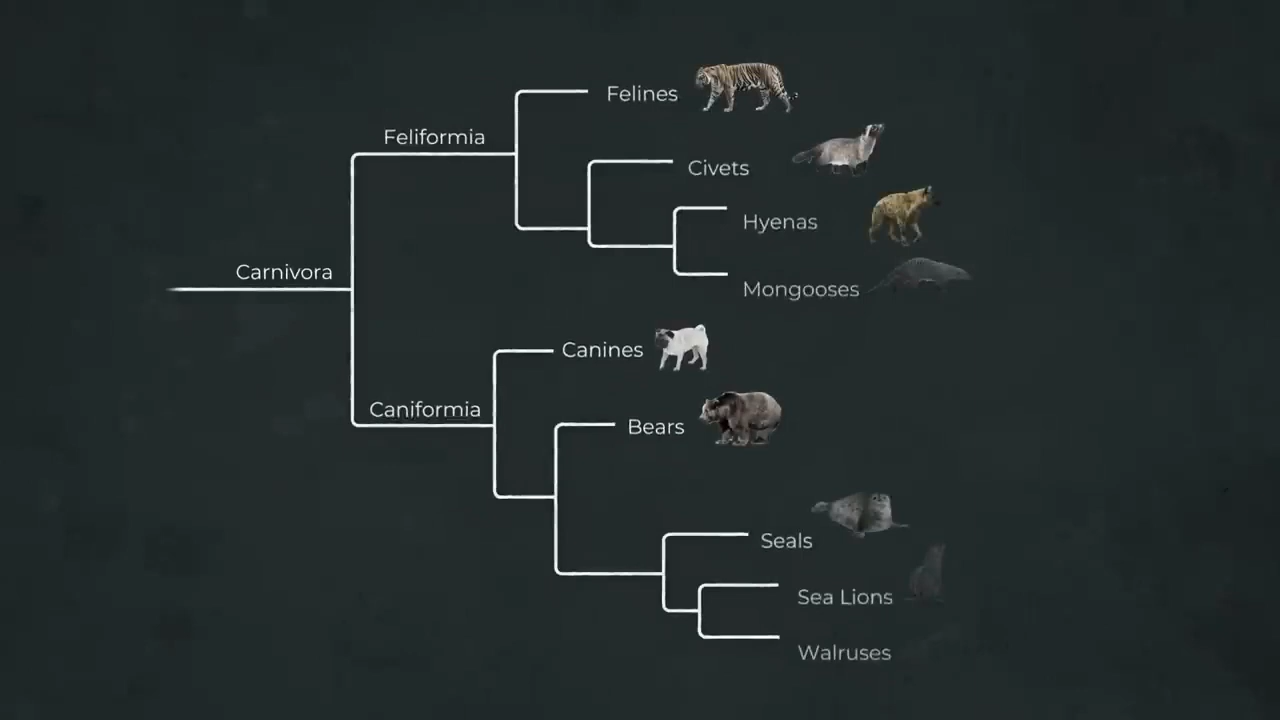 Felines
Feliformia
Civets
Hyenas
Carnivora
Mongooses
Canines
Caniformia
Bears
Seals
Sea Lions
Walruses